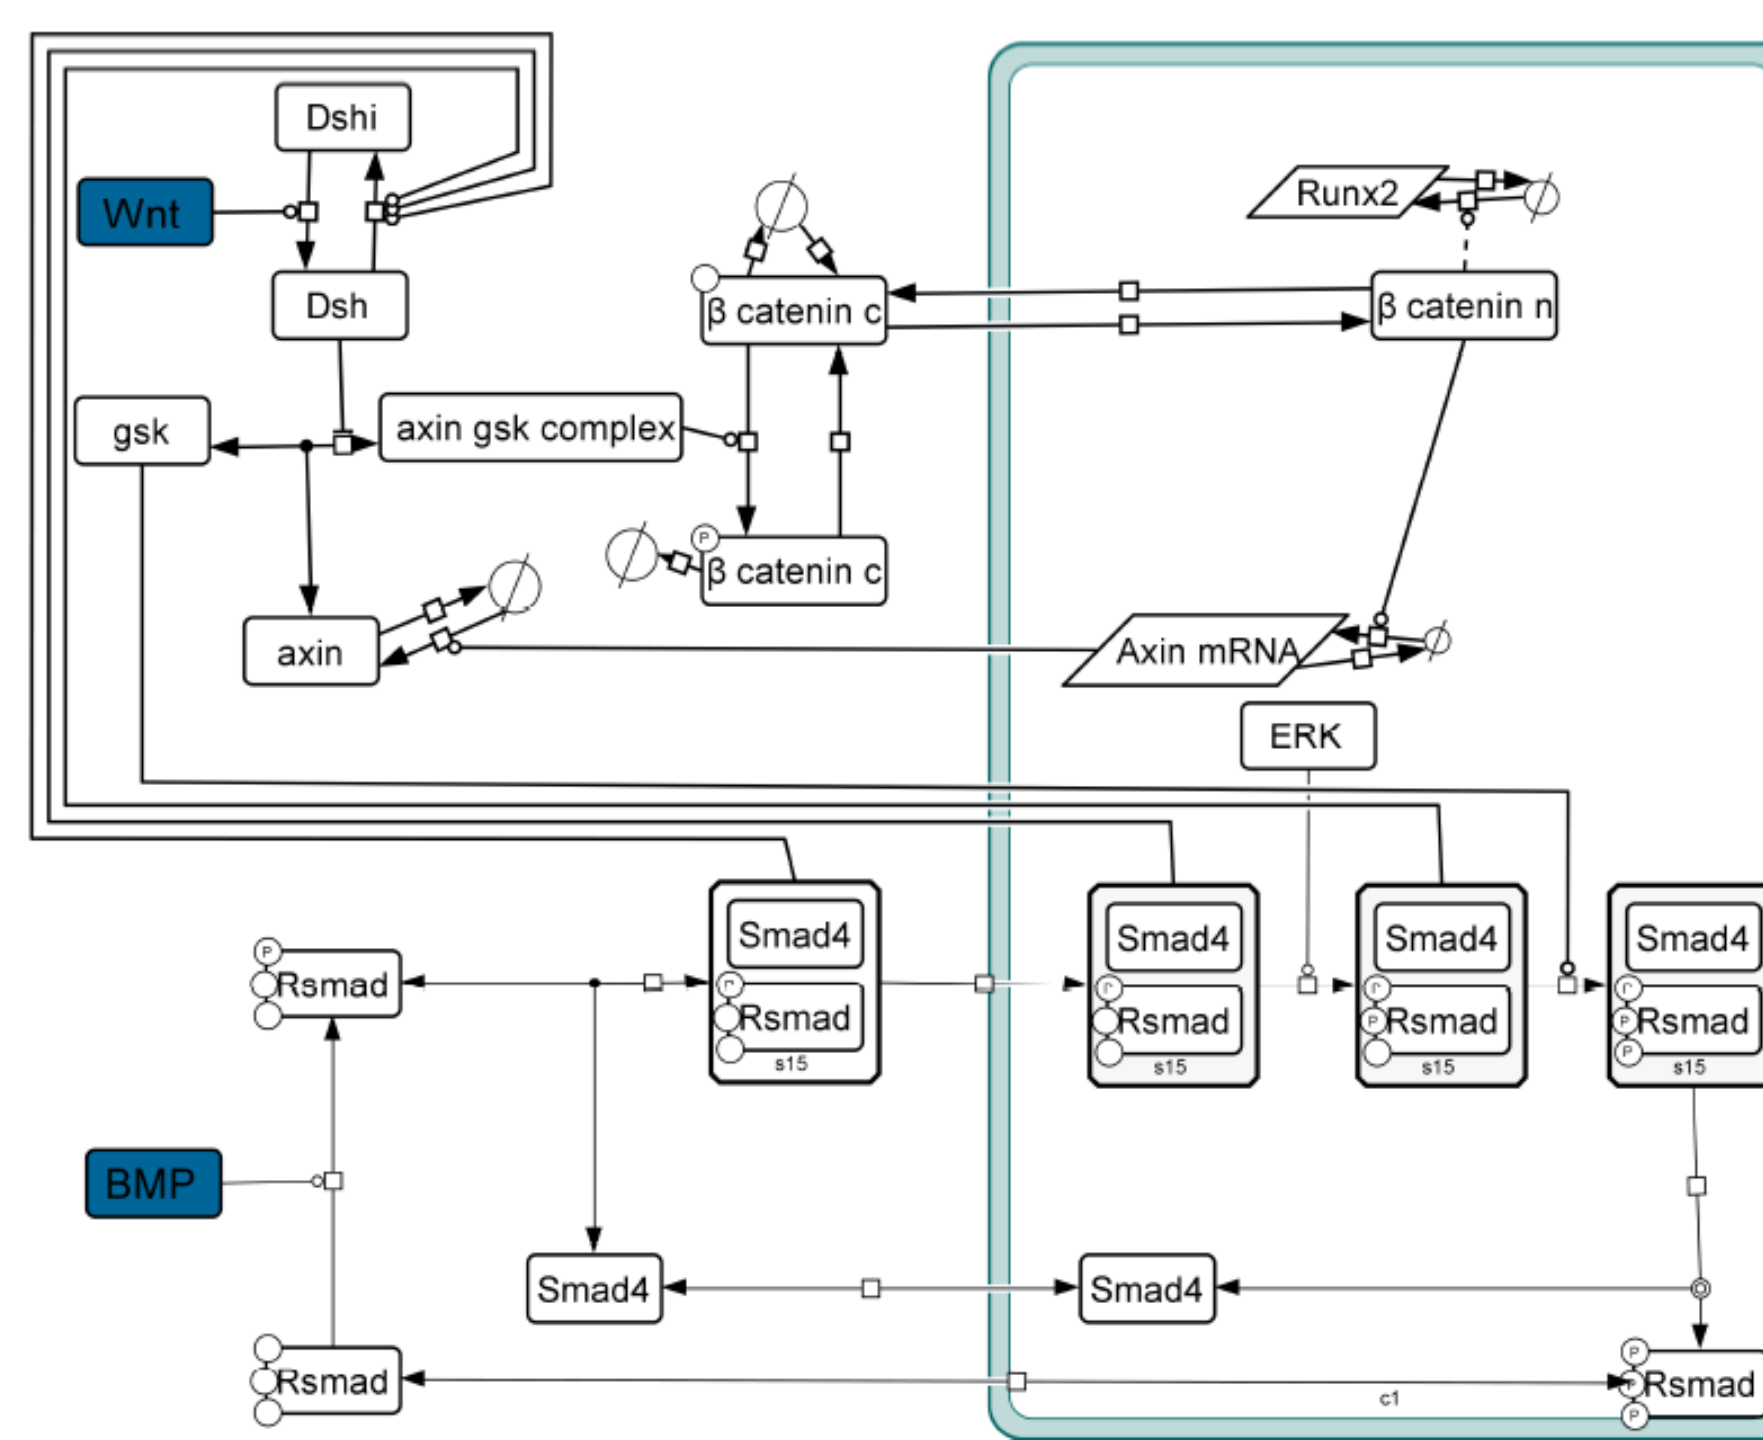 Dshi
Wnt
Runx2
Dsh
β catenin c
β catenin n
gsk
axin gsk complex
P
β catenin c
axin
Axin mRNA
ERK
Smad4
Smad4
Smad4
Smad4
P
Rsmad
Rsmad
Rsmad
P
Rsmad
P
Rsmad
P
s15
s15
s15
s15
BMP
Smad4
Smad4
Rsmad
P
P
Rsmad
P
c1